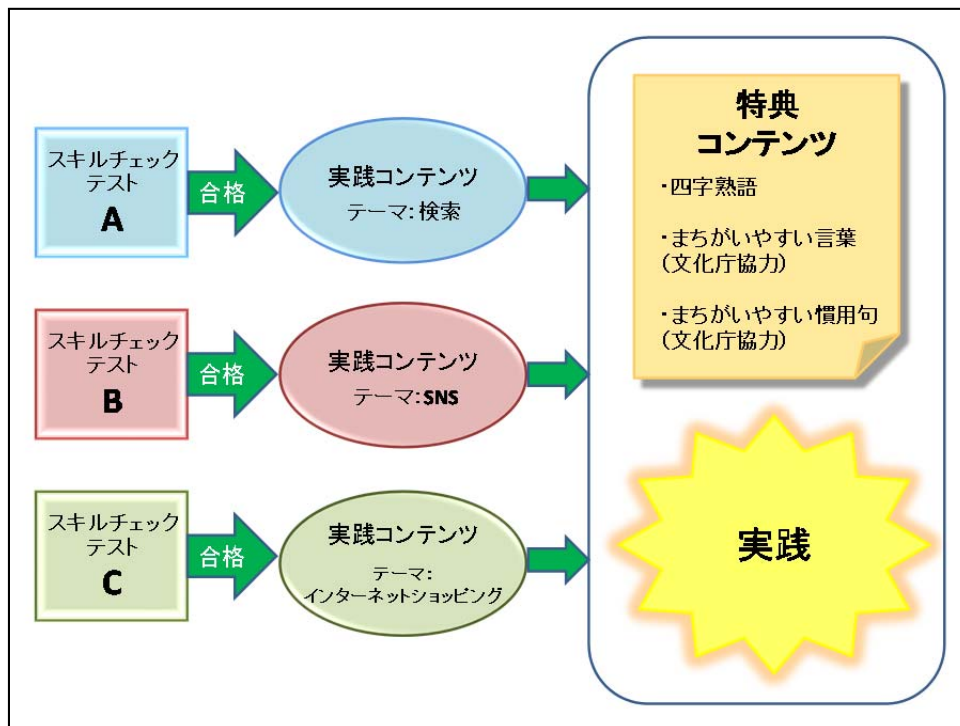 スキルチェック
テスト
A
合格
実践コンテンツ
テーマ：検索
スキルチェック
テスト
B
合格
実践コンテンツ
テーマ：SNS
スキルチェック
テスト
C
合格
実践コンテンツ
テーマ：
インターネットショッピング
特典
コンテンツ
・四字熟語
・まちがいやすい言葉
（文化庁協力）
・まちがいやすい慣用句
（文化庁協力）
実践